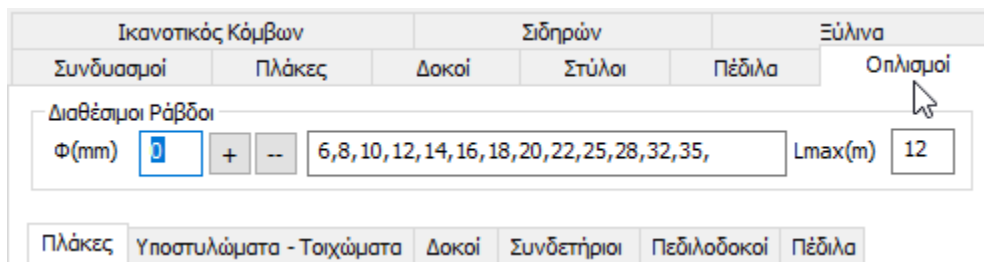 Ικανοτικός Κόμβων Σιδηρών Ξύλινα
Συνδυασμοί Πλάκες Δοκοί Στύλοι Πέδιλα Οπλισμοί
Διαθέσιμοι Ράβδοι
Φ(mm) 0 + -- 6,8,10,12,14,16,18,20,22,25,28,32,35, Lmax(m) 12
Πλάκες Υποστυλώματα - Τοιχώματα Δοκοί Συνδετήριοι Πεδιλοδοκοί Πέδιλα